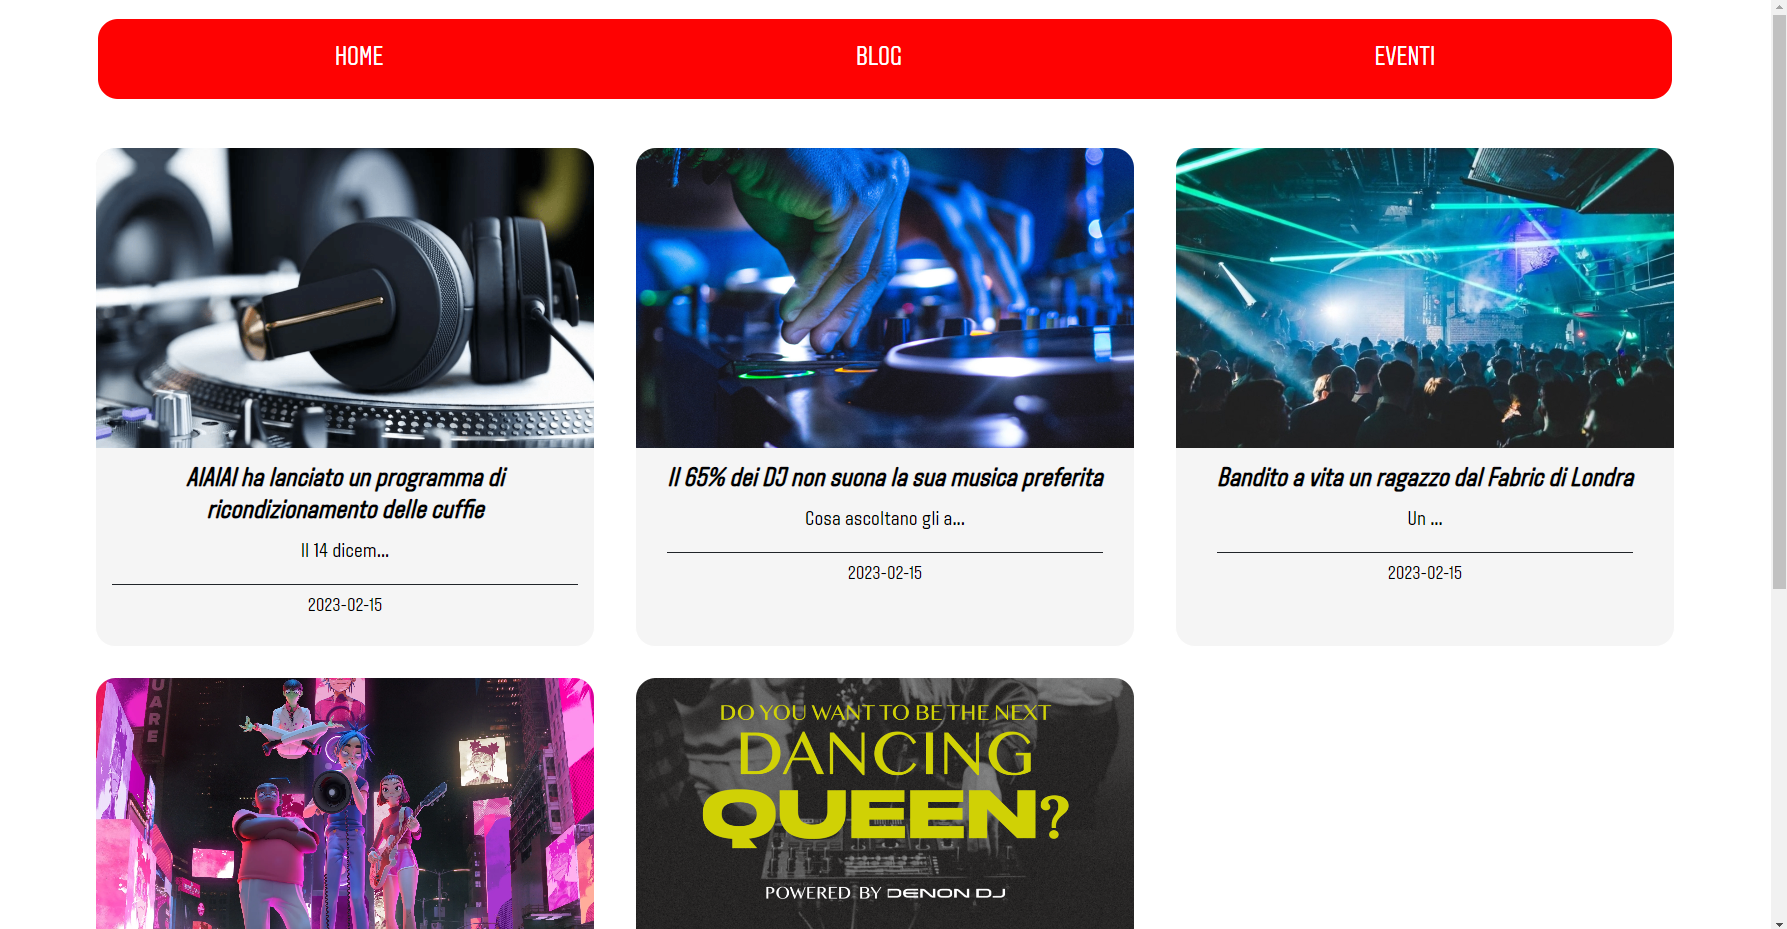 HOME
BLOG
EVENTI
AIAIAI ha lanciato un programma di
ricondizionamento delle cuffie
Il 14 dicem...
2023-02-15
Il 65% dei DJ non suona la sua musica preferita
Cosa ascoltano gli a...
2023-02-15
Bandito a vita un ragazzo dal Fabric di Londra
Un ...
2023-02-15
UARE
DO YOU WANT TO BE THE NEXT
DANCING
QUEEN?
POWERED BY DENON DJ